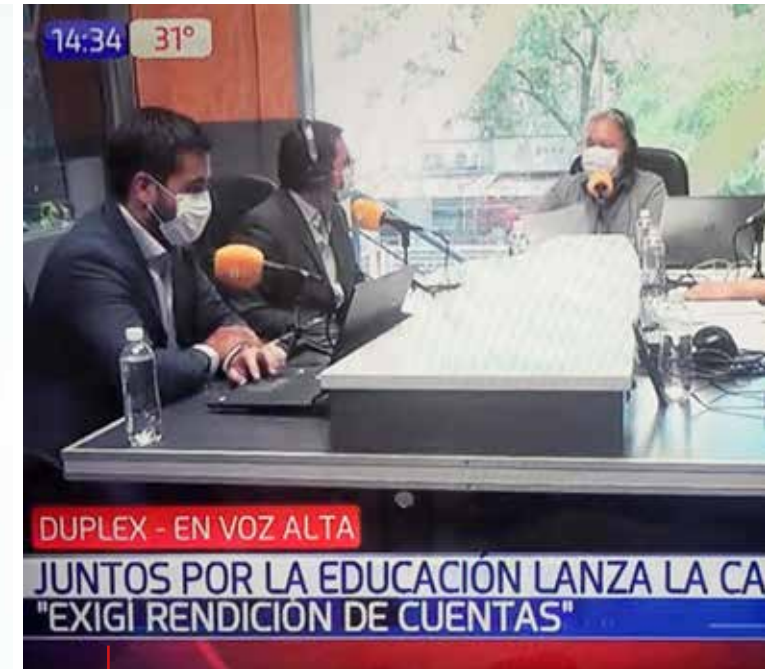 14:34 31°
DUPLEX - EN VOZ ALTA
JUNTOS POR LA EDUCACIÓN LANZA LA CA
"EXIGÍ RENDICIÓN DE CUENTAS"